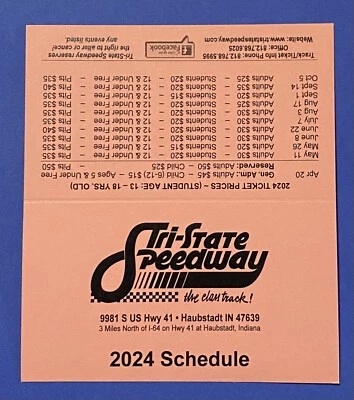 2024 TICKET PRICES ~ (STUDENT AGE: 13 - 18 YRS. OLD)
Apr 20 Gen. Adm.: Adults $45 Child (6-12) $15 ~ Ages 5 & Under Free
Reserved: Adults $50 Child - $25 Pits $50
May 11 Adults $25 Students $20 12 & Under Free Pits $35
May 26 Adults $25 Students $20 12 & Under Free Pits $35
June 8 Adults $25 Students $20 12 & Under Free Pits $35
June 22 Adults Students 12 & Under Free Pits $40
July 7 Adults $25 Students $20 12 & Under Free Pits $35
Aug 3 Adults $25 Students $20 12 & Under Free Pits $35
Aug 17 Adults $25 Students $20 12 & Under Free Pits $35
Sept 1 Adults $25 Students $20 12 & Under Free Pits $35
Sept 14 Adults Students 12 & Under Free Pits $40
Oct 5 Adults $25 Students $20 12 & Under Free Pits $35
Track/Ticket Info Phone: 812.768.5995
Office: 812.768.6025
Website: www.tristatespeedway.com
Facebook
Tri-State Speedway reserves
the right to alter or cancel
any events listed.
Tri-State
Speedway
the class track!
9981 S US Hwy 41 • Haubstadt IN 47639
3 Miles North of I-64 on Hwy 41 at Haubstadt, Indiana
2024 Schedule